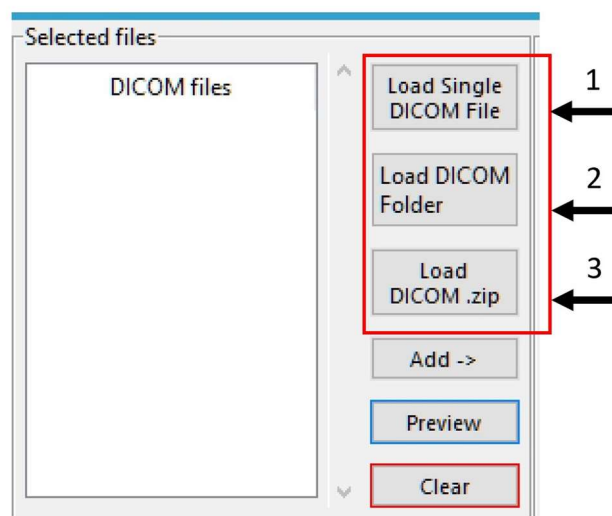 Selected files
DICOM files
Load Single
DICOM File
1
Load DICOM
Folder
2
Load
DICOM .zip
3
Add ->
Preview
Clear